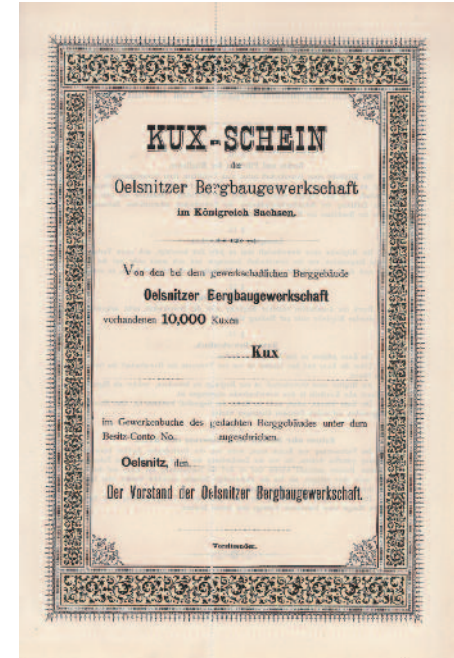 KUX-SCHEIN
der
Oelsnitzer Bergbaugewerkschaft
im Königreich Sachsen.
Von den bei dem gewerkschaftlichen Berggebäude
Oelsnitzer Bergbaugewerkschaft
vorhandenen 10,000 Kuxen
Kux
im Gewerkenbuche des gedachten Berggebäudes unter dem
Besitz-Conto No. zugeschrieben.
Oelsnitz, den
Der Vorstand der Oelsnitzer Bergbaugewerkschaft.
Vorsitzender.